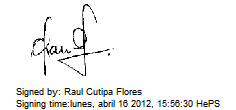 Signed by: Raul Cutipa Flores
Signing time:lunes, abril 16 2012, 15:56:30 HePS